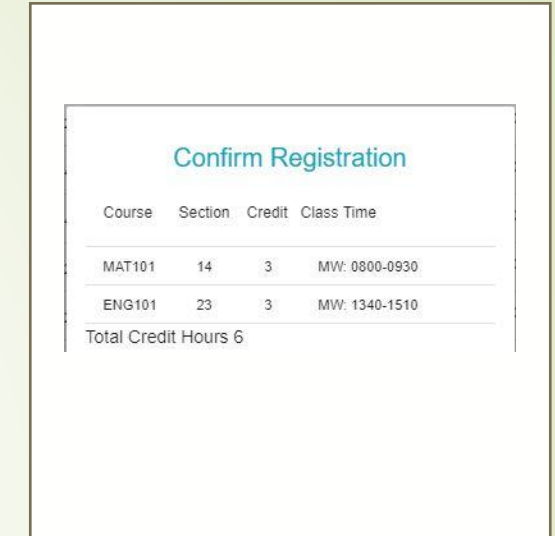 Confirm Registration
Course Section Credit Class Time
MAT101 14 3 MW: 0800-0930
ENG101 23 3 MW: 1340-1510
Total Credit Hours 6